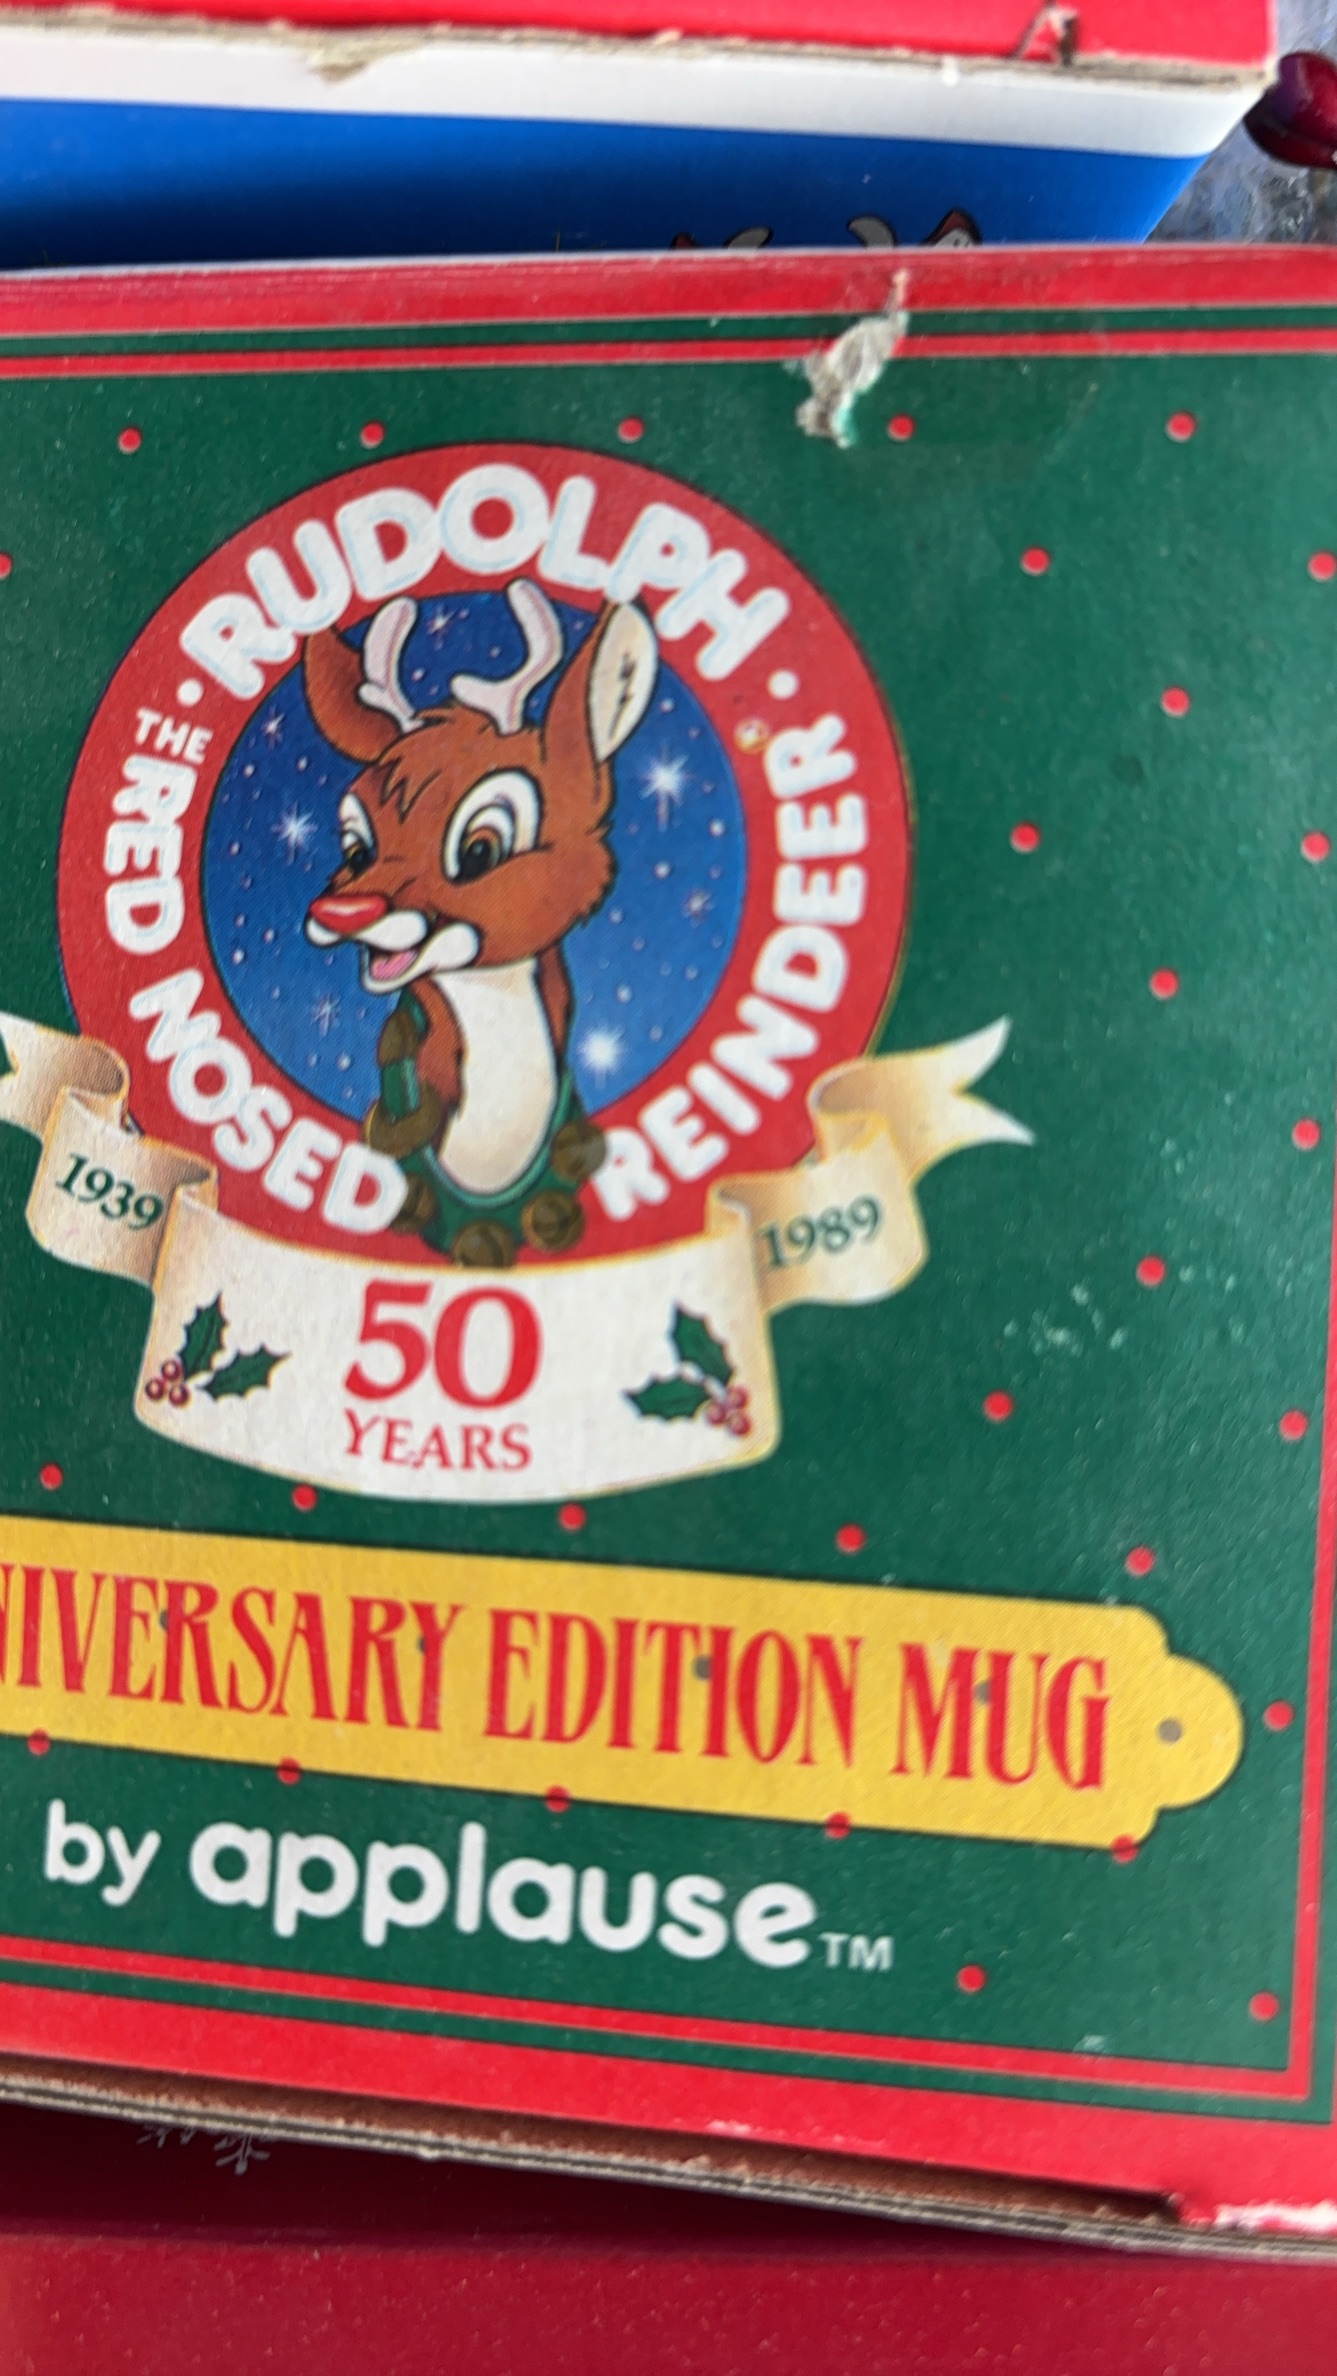 RUDOLPH
THE RED NOSED REINDEER
1939
1989
50
YEARS
NIVERSARY EDITION MUG
by applause™